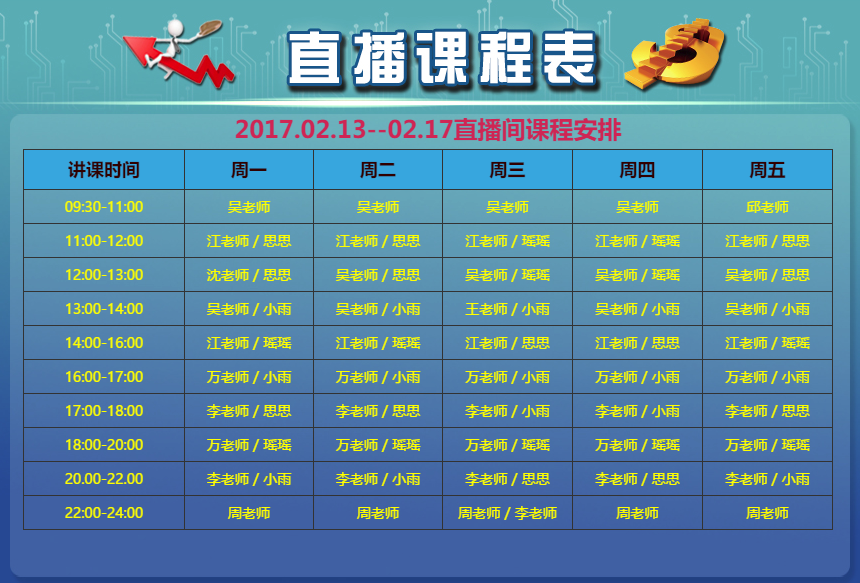 直播课程表
2017.02.13--02.17直播间课程安排
讲课时间 周一 周二 周三 周四 周五
09:30-11:00 吴老师 吴老师 吴老师 吴老师 邱老师
11:00-12:00 江老师 / 思思 江老师 / 思思 江老师 / 瑶瑶 江老师 / 瑶瑶 江老师 / 思思
12:00-13:00 沈老师 / 思思 吴老师 / 思思 吴老师 / 瑶瑶 吴老师 / 瑶瑶 吴老师 / 思思
13:00-14:00 吴老师 / 小雨 吴老师 / 小雨 王老师 / 小雨 吴老师 / 小雨 吴老师 / 小雨
14:00-16:00 江老师 / 瑶瑶 江老师 / 瑶瑶 江老师 / 思思 江老师 / 思思 江老师 / 瑶瑶
16:00-17:00 万老师 / 小雨 万老师 / 小雨 万老师 / 小雨 万老师 / 小雨 万老师 / 小雨
17:00-18:00 李老师 / 思思 李老师 / 思思 李老师 / 小雨 李老师 / 小雨 李老师 / 思思
18:00-20:00 万老师 / 瑶瑶 万老师 / 瑶瑶 万老师 / 瑶瑶 万老师 / 瑶瑶 万老师 / 瑶瑶
20.00-22.00 李老师 / 小雨 李老师 / 小雨 李老师 / 思思 李老师 / 思思 李老师 / 小雨
22:00-24:00 周老师 周老师 周老师 / 李老师 周老师 周老师